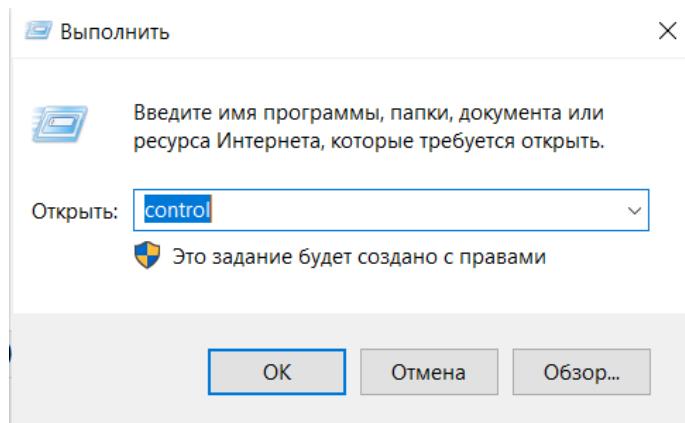 Выполнить
Введите имя программы, папки, документа или
ресурса Интернета, которые требуется открыть.
Открыть: control
Это задание будет создано с правами
ОК Отмена Обзор...